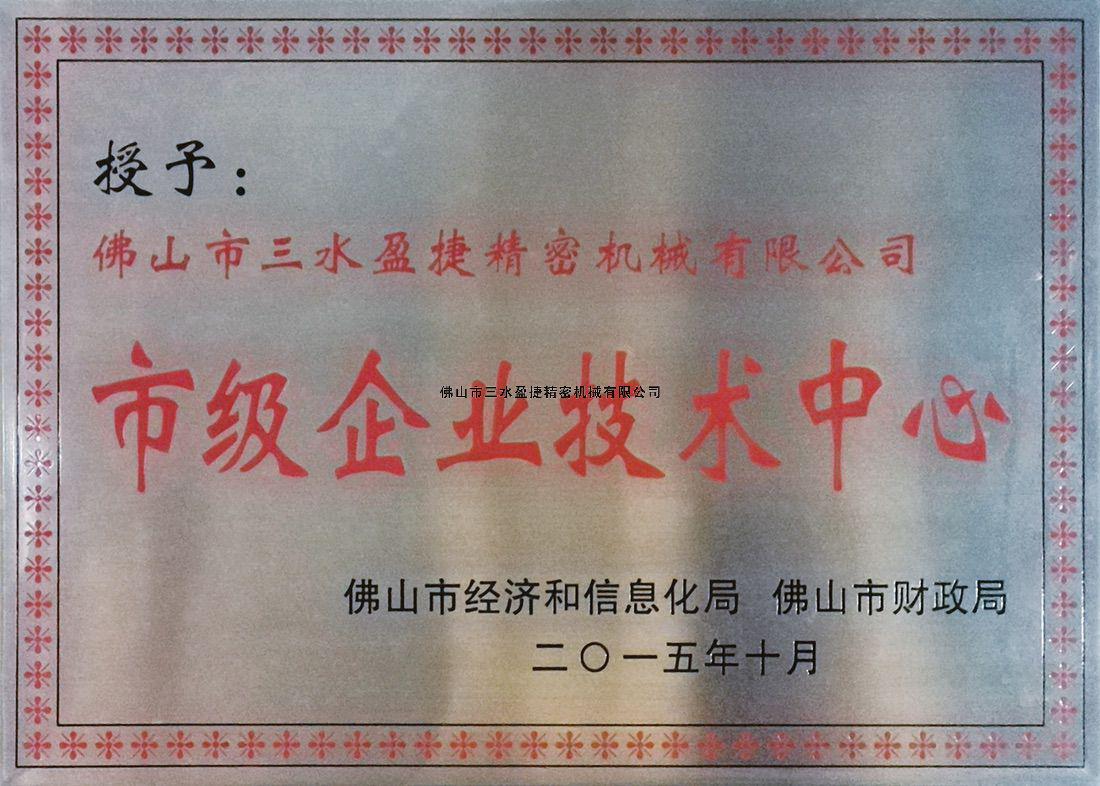 授予：
佛山市三水盈捷精密机械有限公司
市级企业技术中心
佛山市三水盈捷精密机械有限公司
佛山市经济和信息化局 佛山市财政局
二〇一五年十月